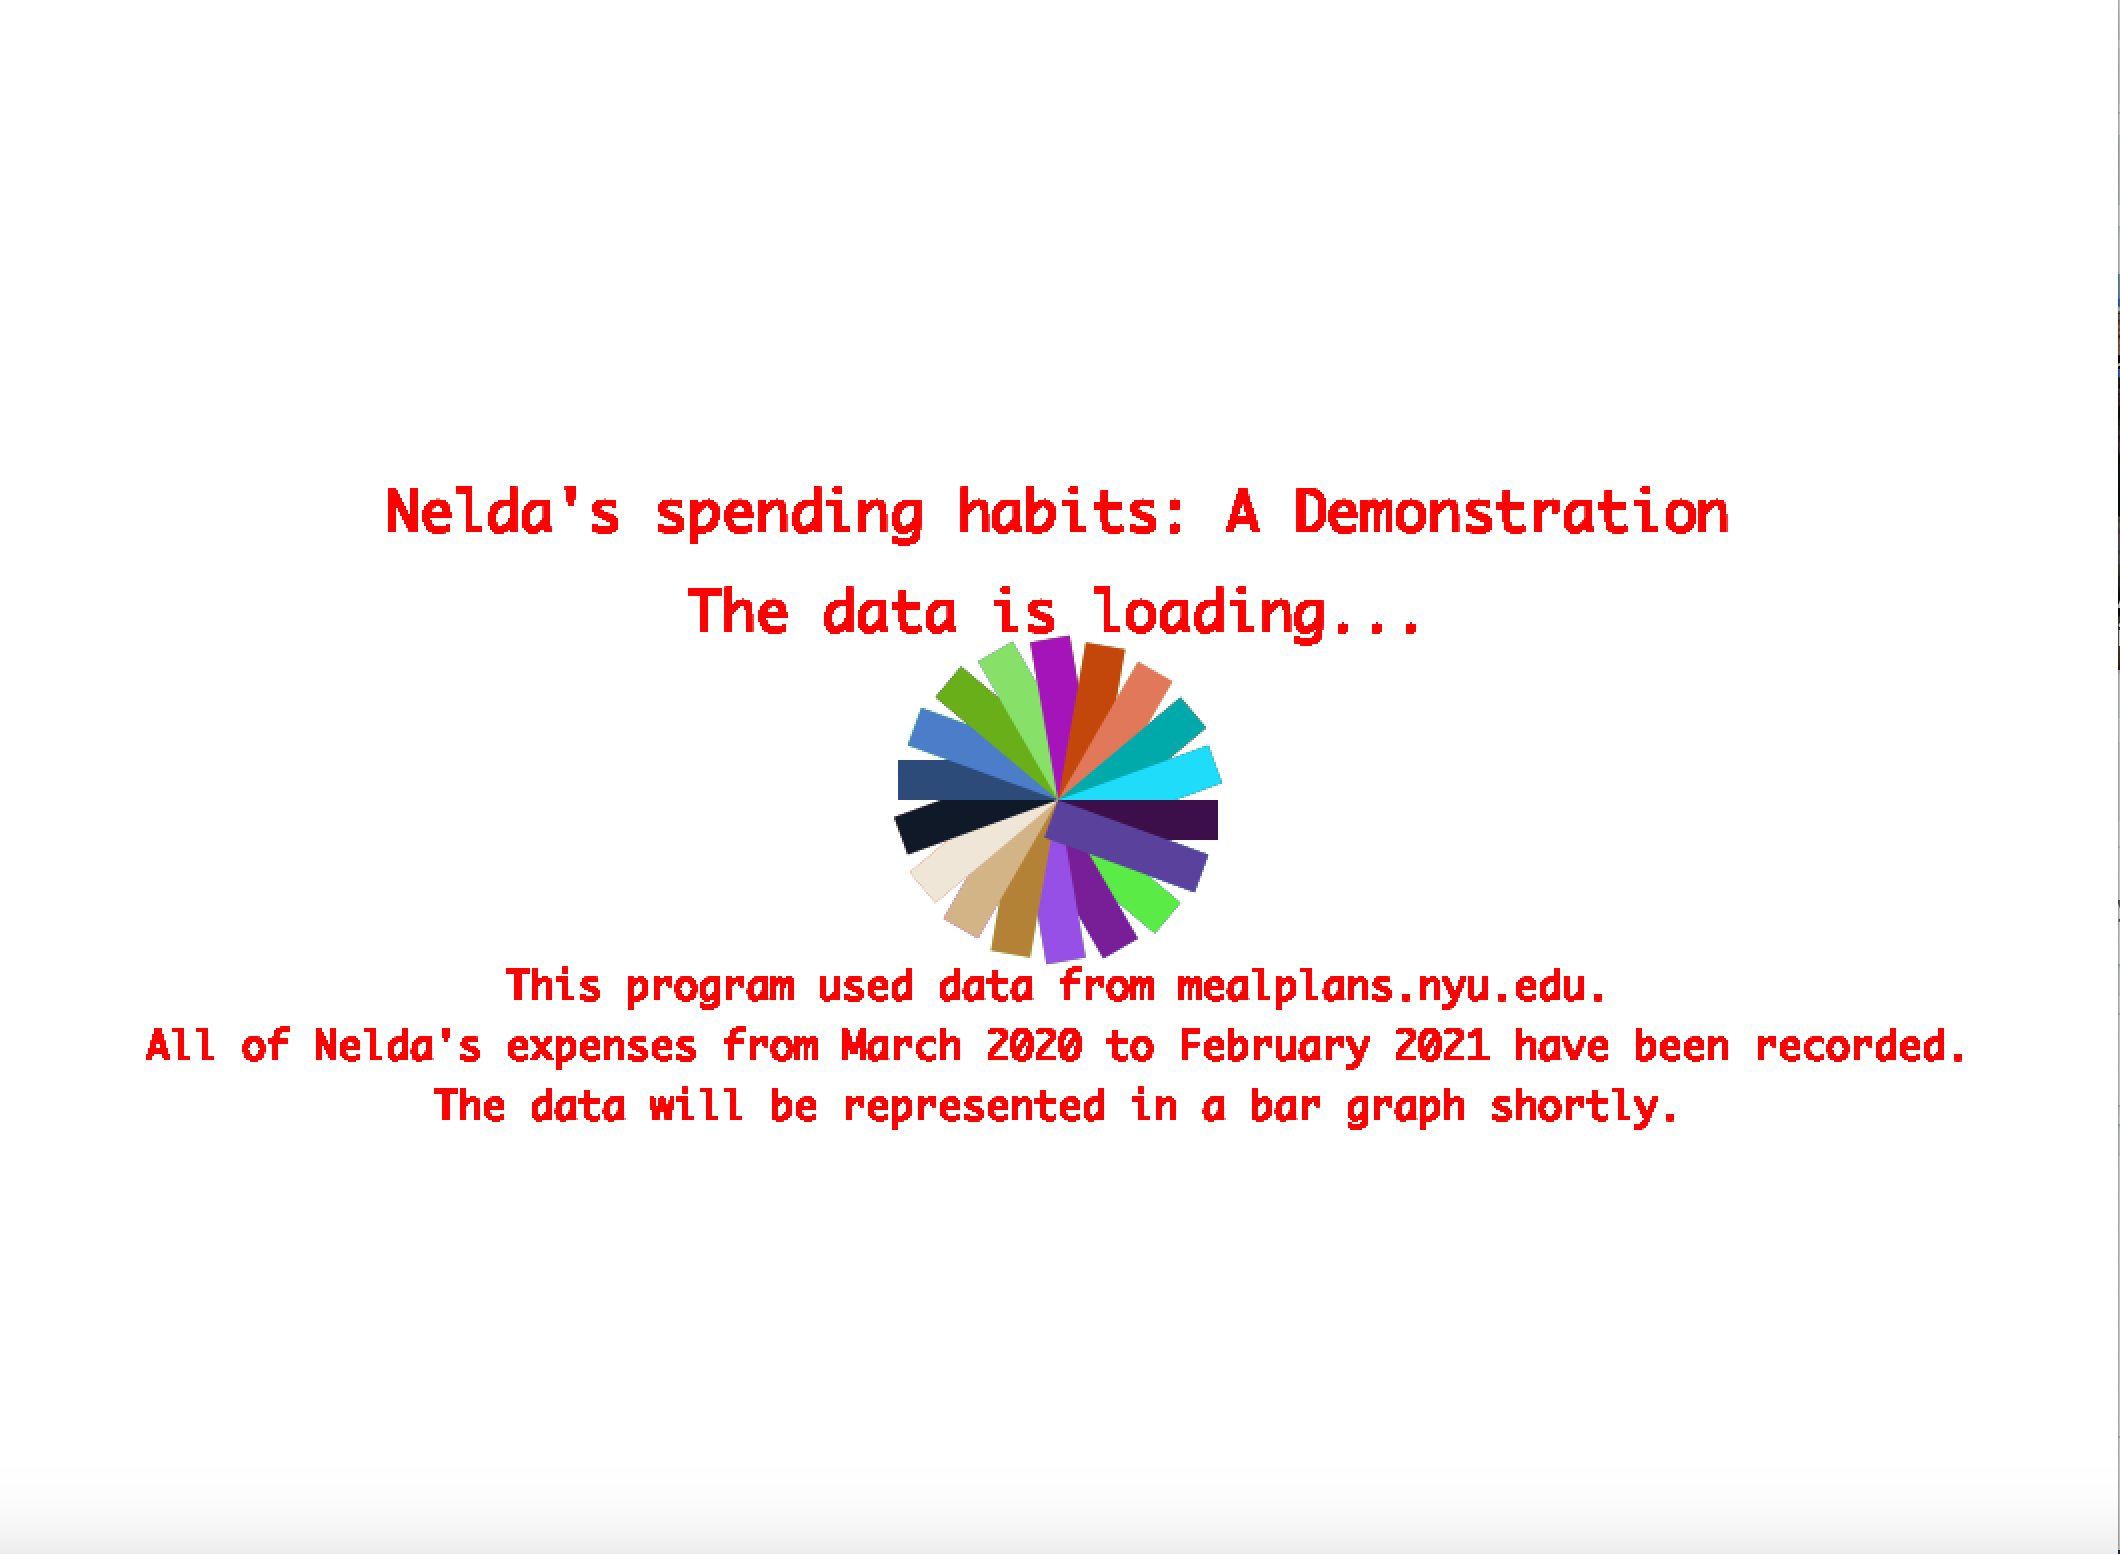 Nelda's spending habits: A Demonstration
The data is loading...
This program used data from mealplans.nyu.edu.
All of Nelda's expenses from March 2020 to February 2021 have been recorded.
The data will be represented in a bar graph shortly.